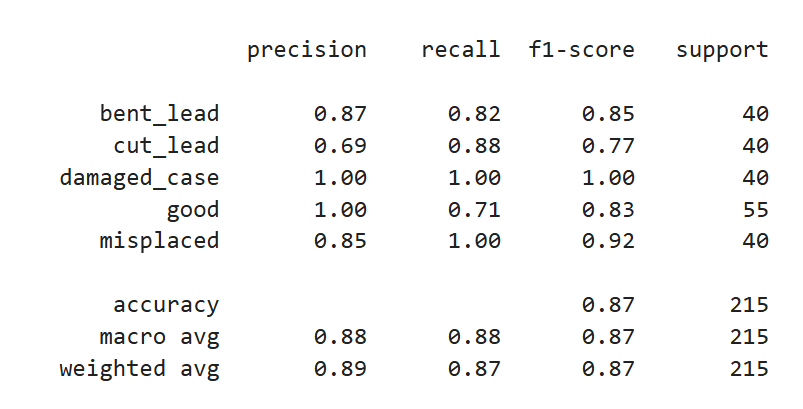 precision recall f1-score support
bent_lead 0.87 0.82 0.85 40
cut_lead 0.69 0.88 0.77 40
damaged_case 1.00 1.00 1.00 40
good 1.00 0.71 0.83 55
misplaced 0.85 1.00 0.92 40
accuracy 0.87 215
macro avg 0.88 0.88 0.87 215
weighted avg 0.89 0.87 0.87 215